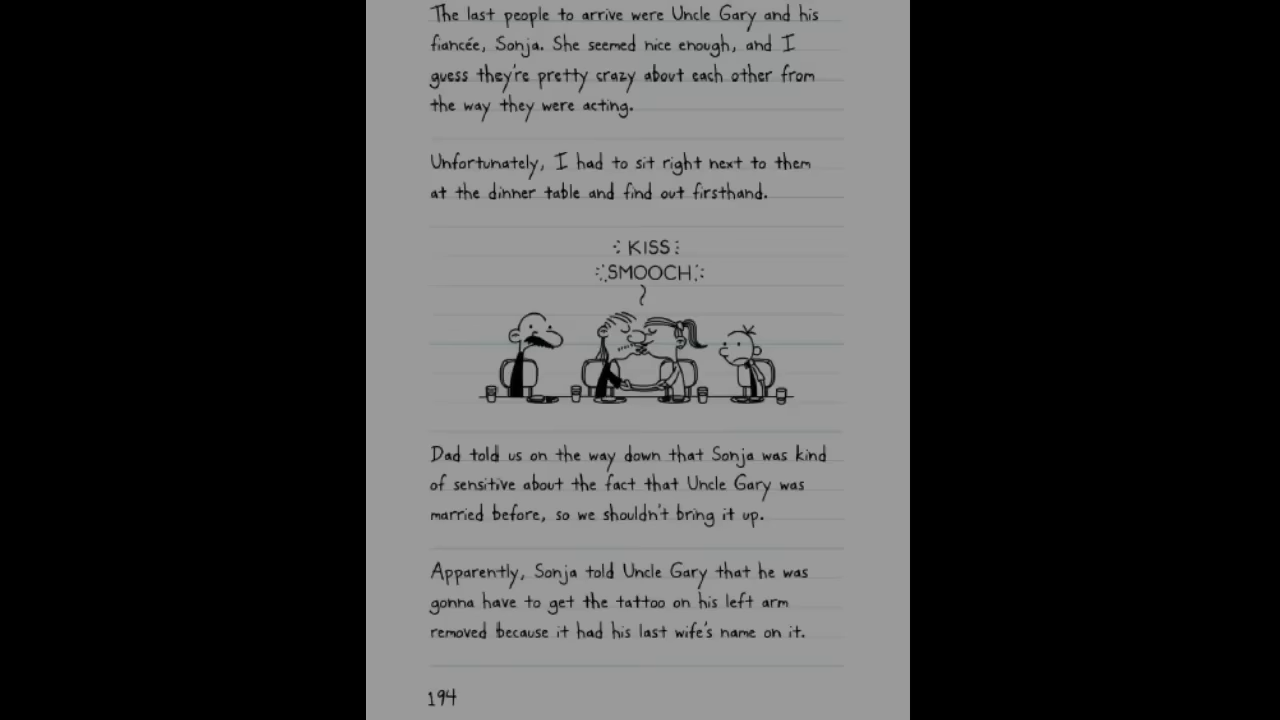 The last people to arrive were Uncle Gary and his
fiancée, Sonja. She seemed nice enough, and I
guess they're pretty crazy about each other from
the way they were acting.
Unfortunately, I had to sit right next to them
at the dinner table and find out firsthand.
KISS
SMOOCH
Dad told us on the way down that Sonja was kind
of sensitive about the fact that Uncle Gary was
married before, so we shouldn't bring it up.
Apparently, Sonja told Uncle Gary that he was
gonna have to get the tattoo on his left arm
removed because it had his last wife's name on it.
194